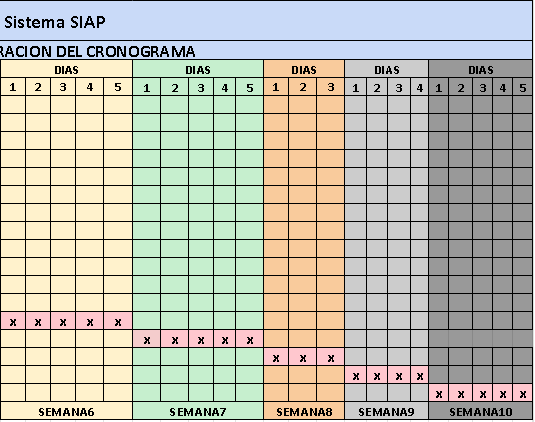 Sistema SIAP
RACION DEL CRONOGRAMA
DIAS DIAS DIAS DIAS DIAS
1 2 3 4 5 1 2 3 4 5 1 2 3 1 2 3 4 1 2 3 4 5
x x x x x
x x x x x
x x x
x x x x
x x x x x
SEMANA6 SEMANA7 SEMANA8 SEMANA9 SEMANA10